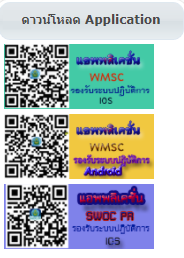 ดาวน์โหลด Application
แอพพลิเคชั่น
WMSC
รองรับระบบปฏิบัติการ
IOS
แอพพลิเคชั่น
WMSC
รองรับระบบปฏิบัติการ
Android
แอพพลิเคชั่น
SWOC PR
รองรับระบบปฏิบัติการ
IOS